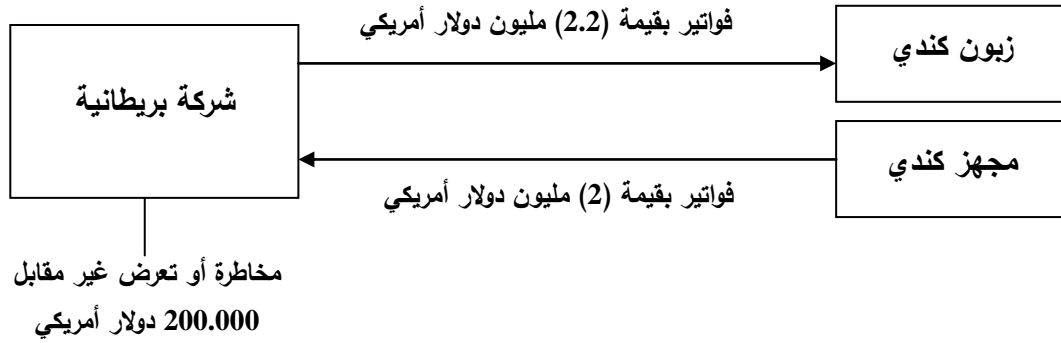 فواتير بقيمة (2.2) مليون دولار أمريكي
زبون كندي
شركة بريطانية
مجهز كندي
فواتير بقيمة (2) مليون دولار أمريكي
مخاطرة أو تعرض غير مقابل
200.000 دولار أمريكي